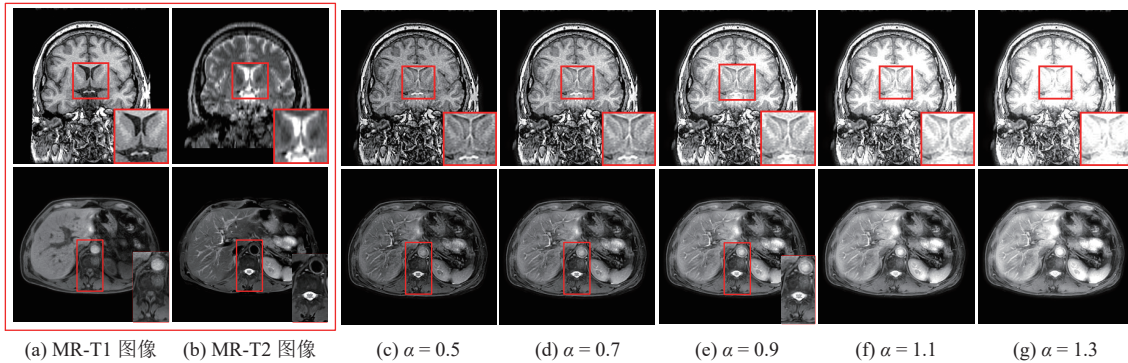 (a) MR-T1 图像 (b) MR-T2 图像 (c) α = 0.5 (d) α = 0.7 (e) α = 0.9 (f) α = 1.1 (g) α = 1.3